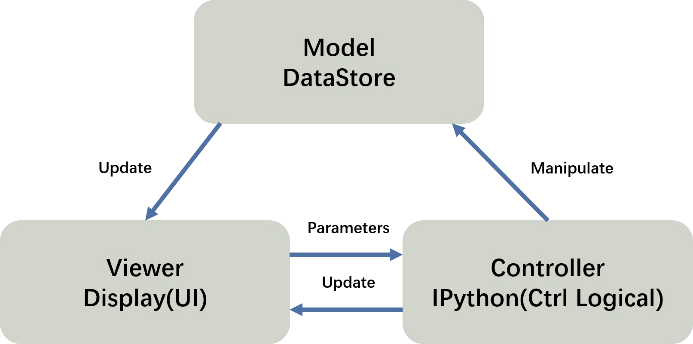 Model
DataStore
Update
Manipulate
Parameters
Viewer
Display(UI)
Update
Controller
IPython(Ctrl Logical)